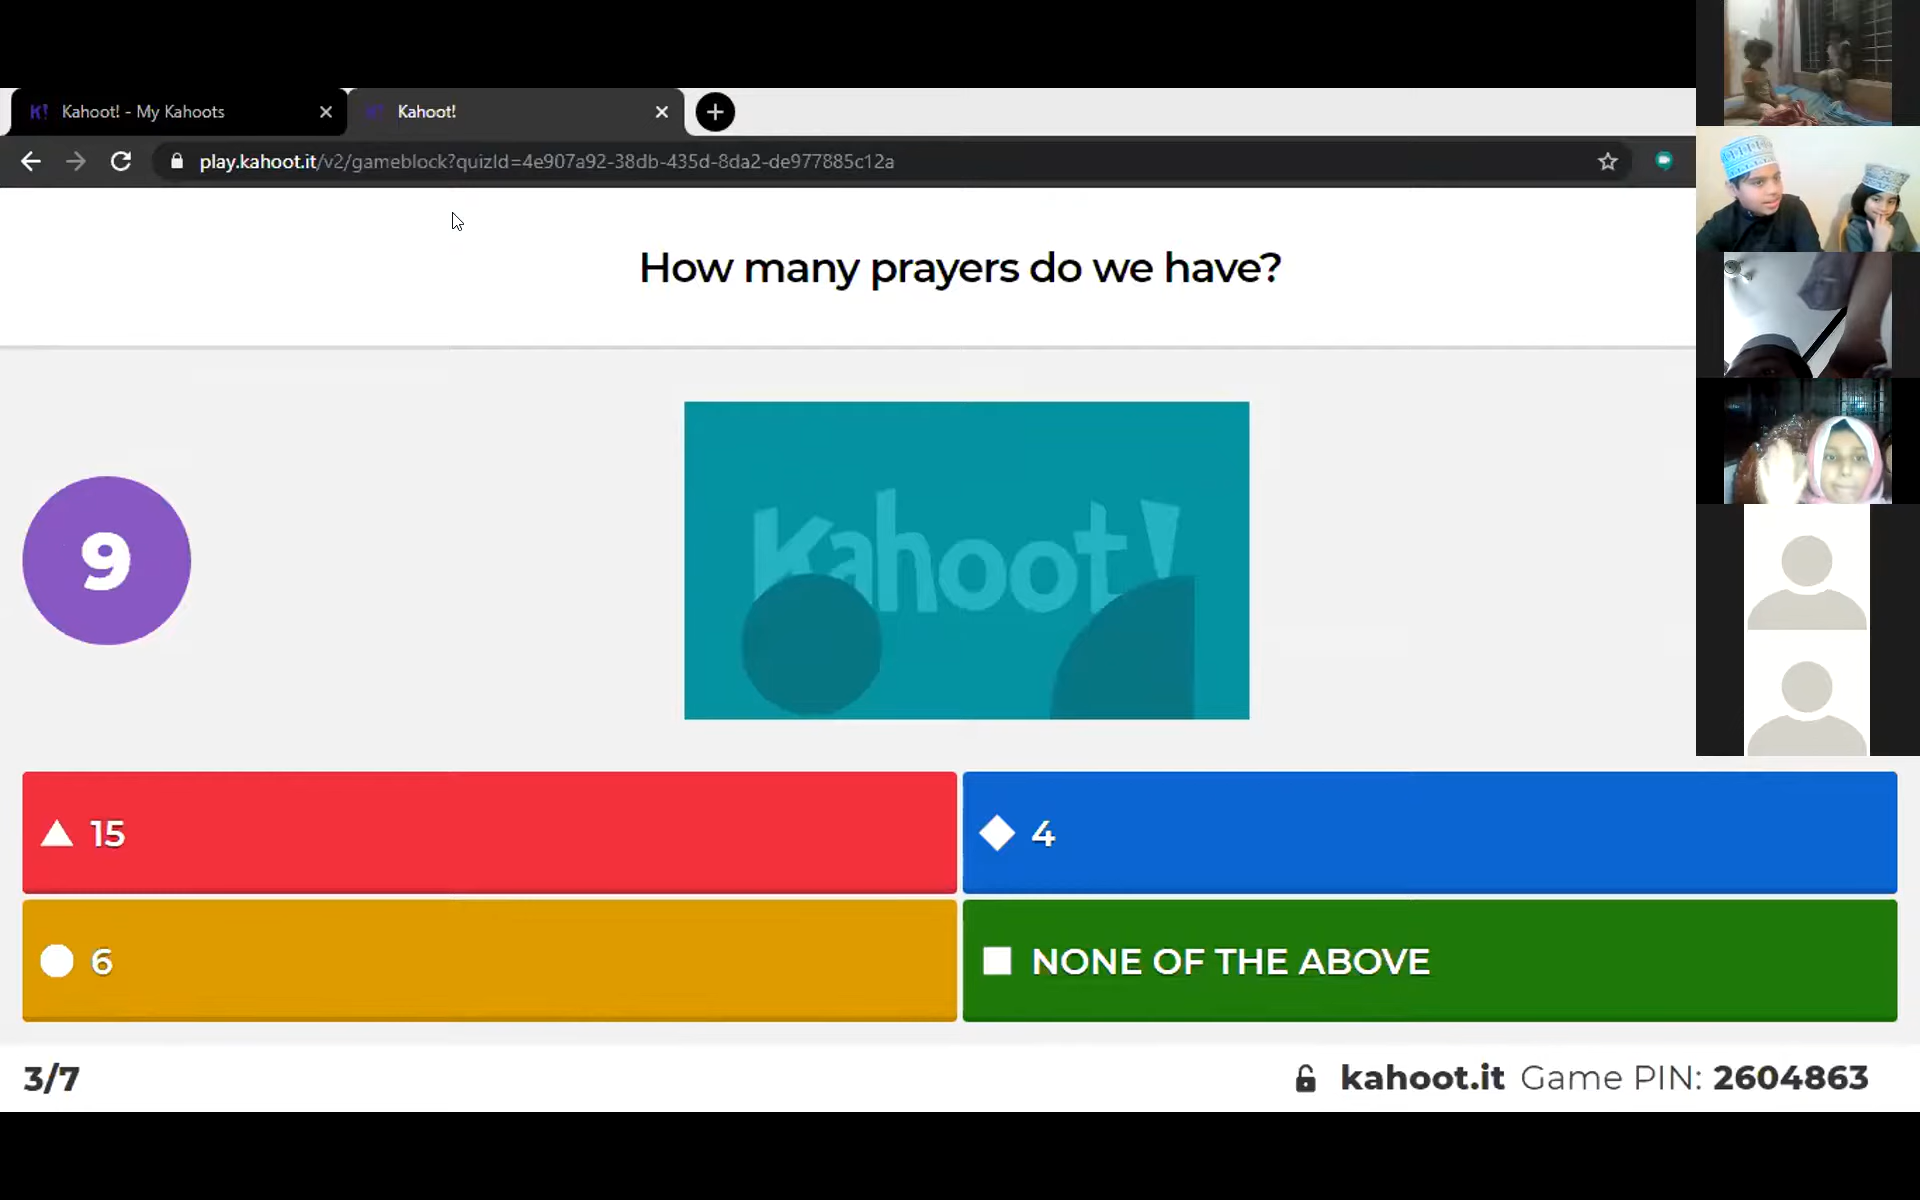 K! Kahoot! - My Kahoots
Kahoot!
play.kahoot.it/v2/gameblock?quizId=4e907a92-38db-435d-8da2-de977885c12a
How many prayers do we have?
9
Kahoot!
15
4
6
NONE OF THE ABOVE
3/7
kahoot.it Game PIN: 2604863